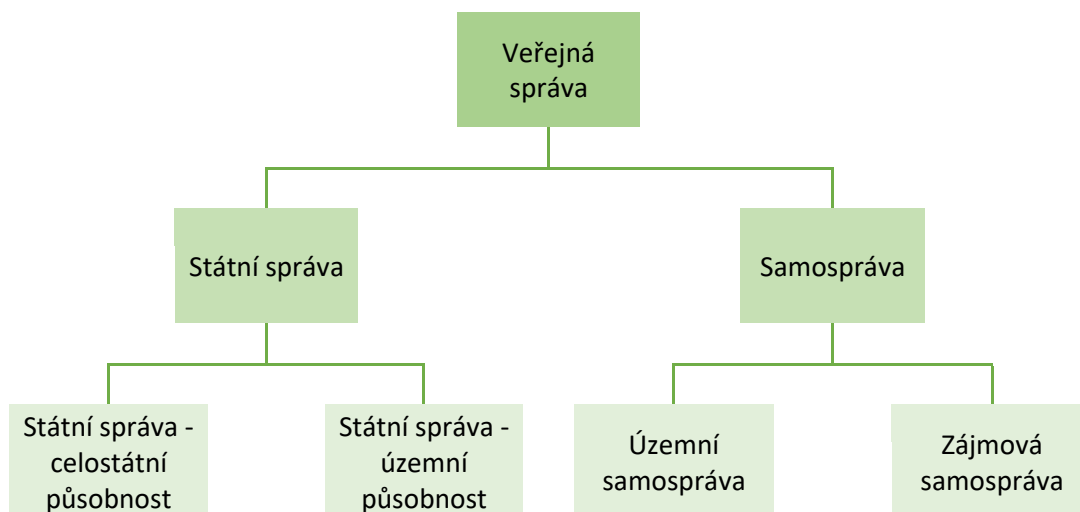 Veřejná
správa
Státní správa
Samospráva
Státní správa -
celostátní
působnost
Státní správa -
územní
působnost
Územní
samospráva
Zájmová
samospráva